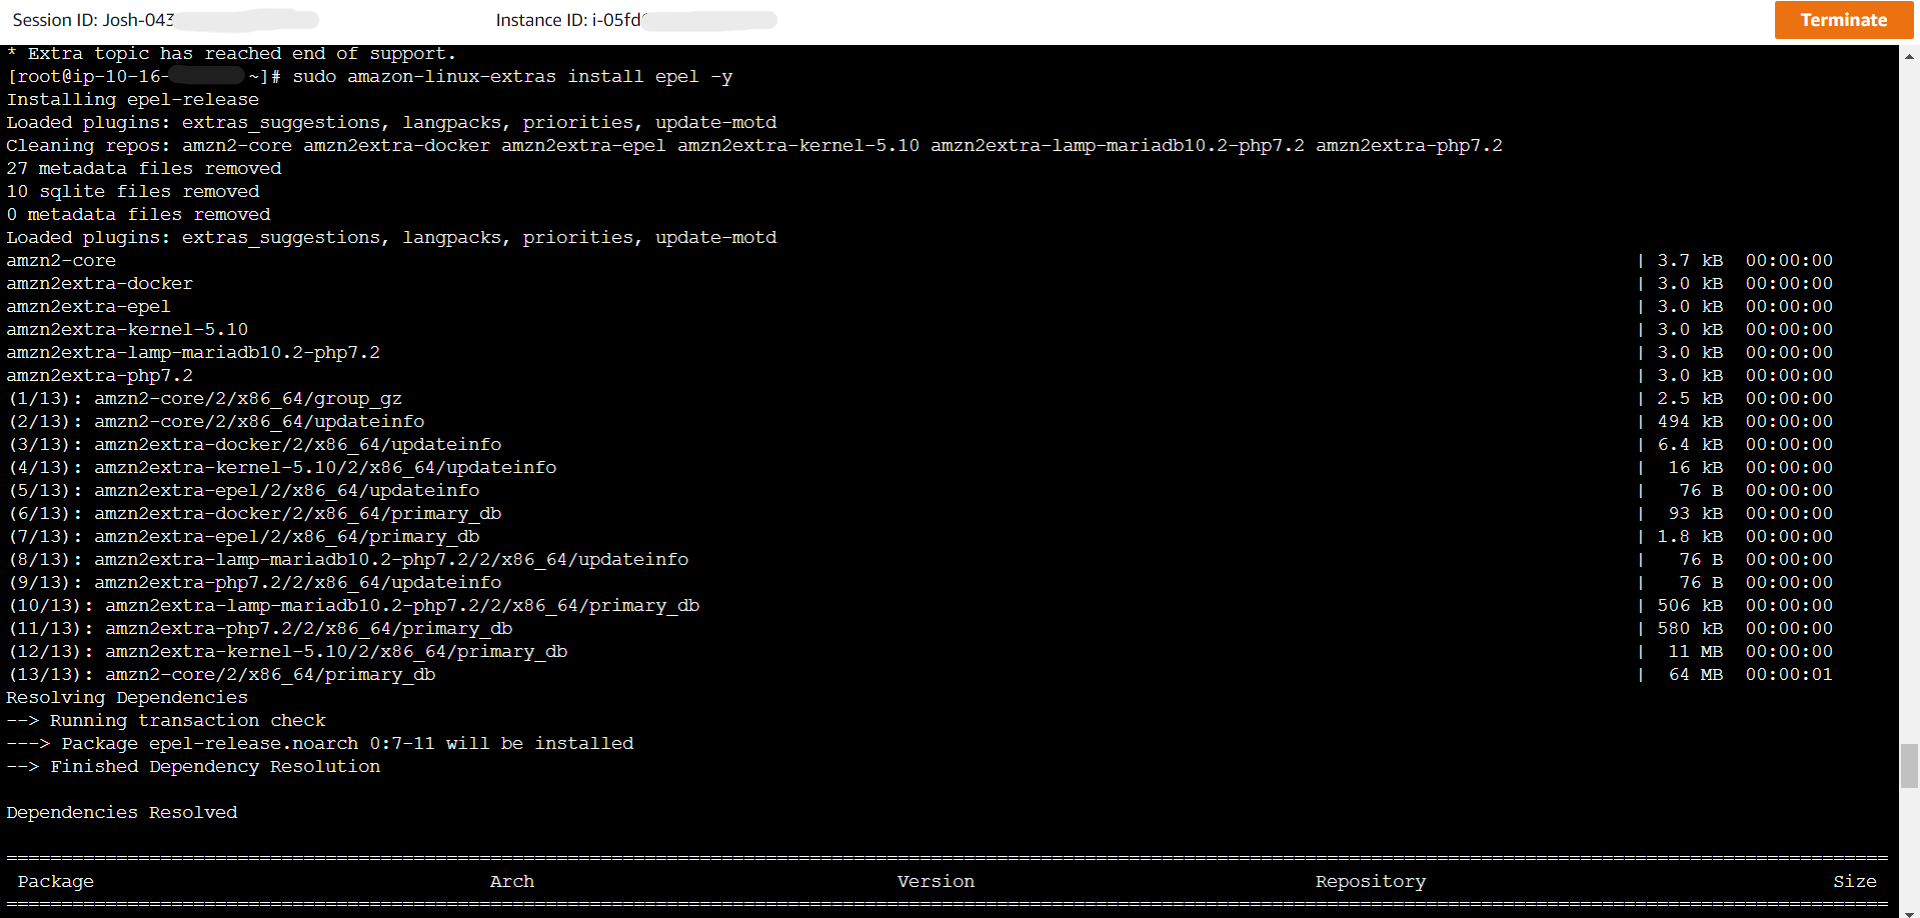 Session ID: Josh-043 Instance ID: i-05fd Terminate
* Extra topic has reached end of support.
[root@ip-10-16- ~]# sudo amazon-linux-extras install epel -y
Installing epel-release
Loaded plugins: extras_suggestions, langpacks, priorities, update-motd
Cleaning repos: amzn2-core amzn2extra-docker amzn2extra-epel amzn2extra-kernel-5.10 amzn2extra-lamp-mariadb10.2-php7.2 amzn2extra-php7.2
27 metadata files removed
10 sqlite files removed
0 metadata files removed
Loaded plugins: extras_suggestions, langpacks, priorities, update-motd
amzn2-core | 3.7 kB 00:00:00
amzn2extra-docker | 3.0 kB 00:00:00
amzn2extra-epel | 3.0 kB 00:00:00
amzn2extra-kernel-5.10 | 3.0 kB 00:00:00
amzn2extra-lamp-mariadb10.2-php7.2 | 3.0 kB 00:00:00
amzn2extra-php7.2 | 3.0 kB 00:00:00
(1/13): amzn2-core/2/x86_64/group_gz | 2.5 kB 00:00:00
(2/13): amzn2-core/2/x86_64/updateinfo | 494 kB 00:00:00
(3/13): amzn2extra-docker/2/x86_64/updateinfo | 6.4 kB 00:00:00
(4/13): amzn2extra-kernel-5.10/2/x86_64/updateinfo | 16 kB 00:00:00
(5/13): amzn2extra-epel/2/x86_64/updateinfo | 76 B 00:00:00
(6/13): amzn2extra-docker/2/x86_64/primary_db | 93 kB 00:00:00
(7/13): amzn2extra-epel/2/x86_64/primary_db | 1.8 kB 00:00:00
(8/13): amzn2extra-lamp-mariadb10.2-php7.2/2/x86_64/updateinfo | 76 B 00:00:00
(9/13): amzn2extra-php7.2/2/x86_64/updateinfo | 76 B 00:00:00
(10/13): amzn2extra-lamp-mariadb10.2-php7.2/2/x86_64/primary_db | 506 kB 00:00:00
(11/13): amzn2extra-php7.2/2/x86_64/primary_db | 580 kB 00:00:00
(12/13): amzn2extra-kernel-5.10/2/x86_64/primary_db | 11 MB 00:00:00
(13/13): amzn2-core/2/x86_64/primary_db | 64 MB 00:00:01
Resolving Dependencies
--> Running transaction check
---> Package epel-release.noarch 0:7-11 will be installed
--> Finished Dependency Resolution
Dependencies Resolved
Package Arch Version Repository Size